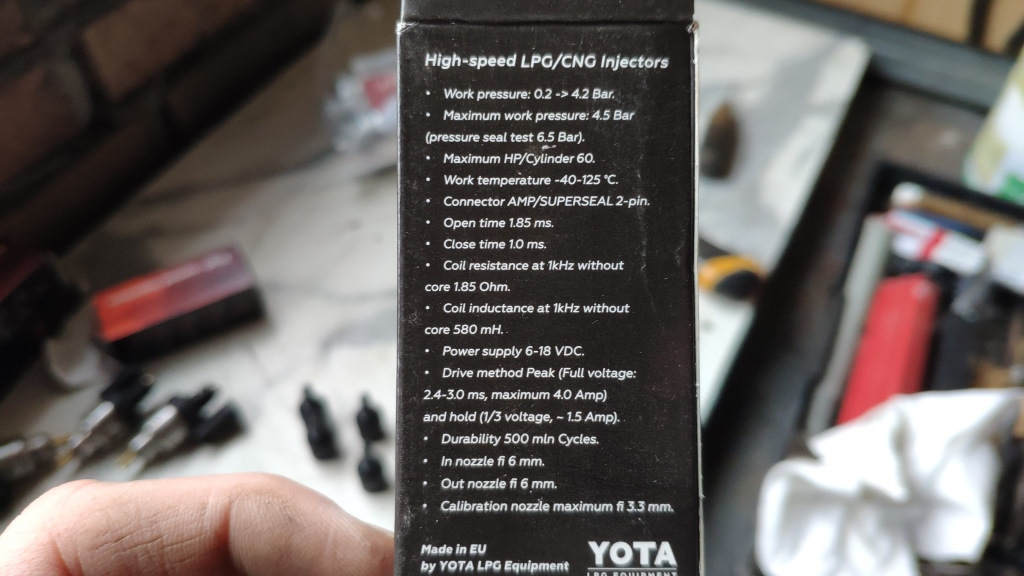 High-speed LPG/CNG Injectors
• Work pressure: 0.2 -> 4.2 Bar.
• Maximum work pressure: 4.5 Bar
(pressure seal test 6.5 Bar).
• Maximum HP/Cylinder 60.
• Work temperature -40-125 °C.
• Connector AMP/SUPERSEAL 2-pin.
• Open time 1.85 ms.
• Close time 1.0 ms.
• Coil resistance at 1kHz without
core 1.85 Ohm.
• Coil inductance at 1kHz without
core 580 mH.
• Power supply 6-18 VDC.
• Drive method Peak (Full voltage:
2.4-3.0 ms, maximum 4.0 Amp)
and hold (1/3 voltage, ~ 1.5 Amp).
• Durability 500 mln Cycles.
• In nozzle fi 6 mm.
• Out nozzle fi 6 mm.
• Calibration nozzle maximum fi 3.3 mm.
Made in EU
by YOTA LPG Equipment
YOTA
LPG EQUIPMENT